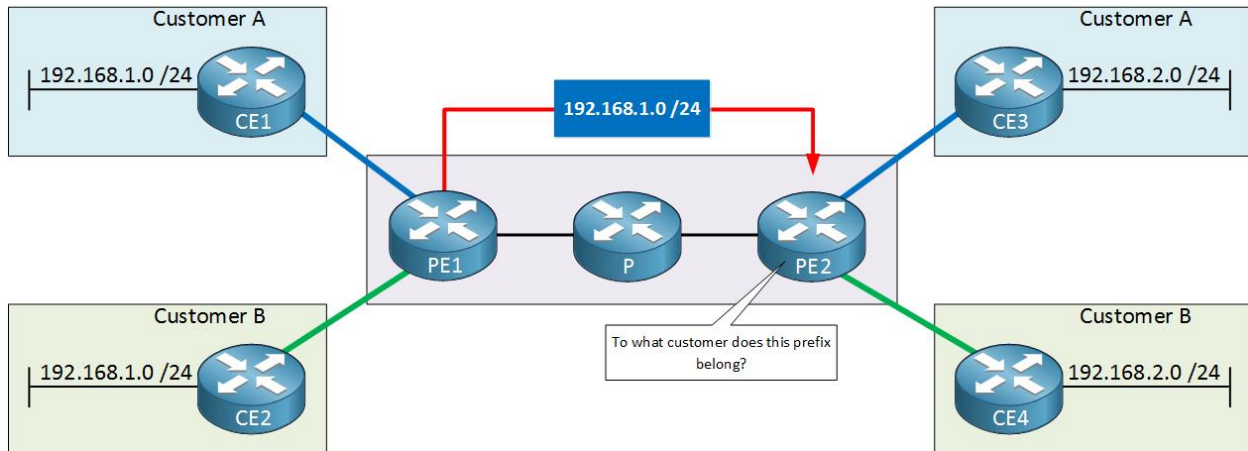 Customer A
192.168.1.0 /24
CE1
192.168.1.0 /24
Customer A
192.168.2.0 /24
CE3
PE1
P
PE2
Customer B
192.168.1.0 /24
CE2
To what customer does this prefix
belong?
Customer B
192.168.2.0 /24
CE4